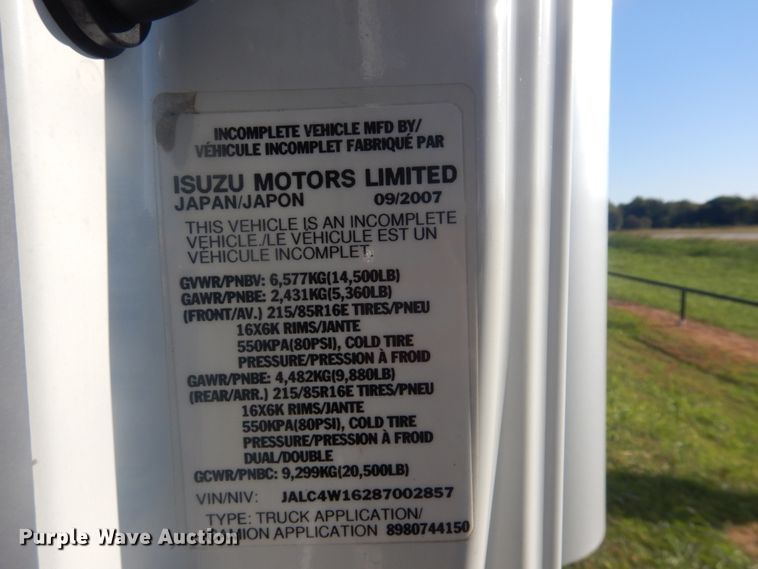 INCOMPLETE VEHICLE MFD BY/
VÉHICULE INCOMPLET FABRIQUÉ PAR
ISUZU MOTORS LIMITED
JAPAN/JAPON 09/2007
THIS VEHICLE IS AN INCOMPLETE
VEHICLE./LE VÉHICULE EST UN
VÉHICULE INCOMPLET.
GVWR/PNBV: 6,577KG(14,500LB)
GAWR/PNBE: 2,431KG(5,360LB)
(FRONT/AV.) 215/85R16E TIRES/PNEU
16X6K RIMS/JANTE
550KPA(80PSI), COLD TIRE
PRESSURE/PRESSION À FROID
GAWR/PNBE: 4,482KG(9,880LB)
(REAR/ARR.) 215/85R16E TIRES/PNEU
16X6K RIMS/JANTE
550KPA(80PSI), COLD TIRE
PRESSURE/PRESSION À FROID
DUAL/DOUBLE
GCWR/PNBC: 9,299KG(20,500LB)
VIN/NIV: JALC4W16287002857
TYPE: TRUCK APPLICATION/
APPLICATION 8980744150
Purple Wave Auction